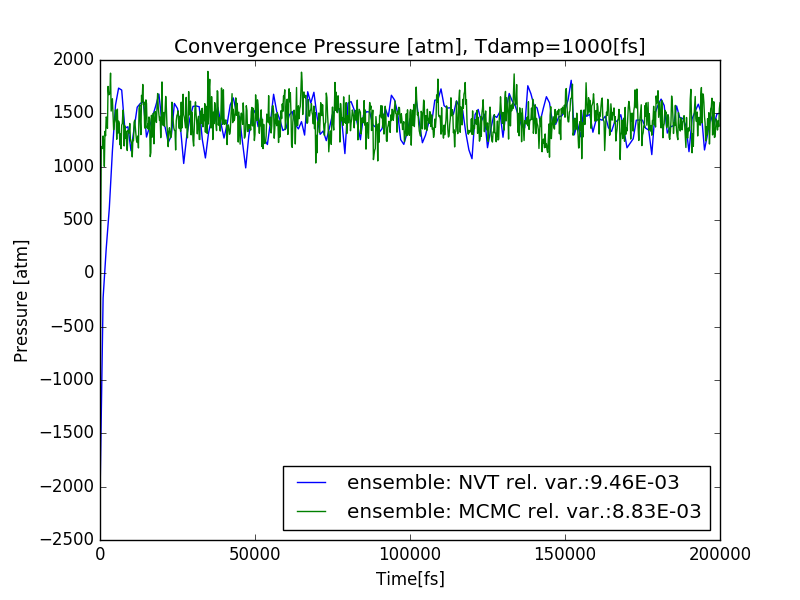 Convergence Pressure [atm], Tdamp=1000[fs]
2000
1500
1000
500
0
−500
−1000
−1500
−2000
−2500
Pressure [atm]
ensemble: NVT rel. var.:9.46E-03
ensemble: MCMC rel. var.:8.83E-03
0 50000 100000 150000 200000
Time[fs]